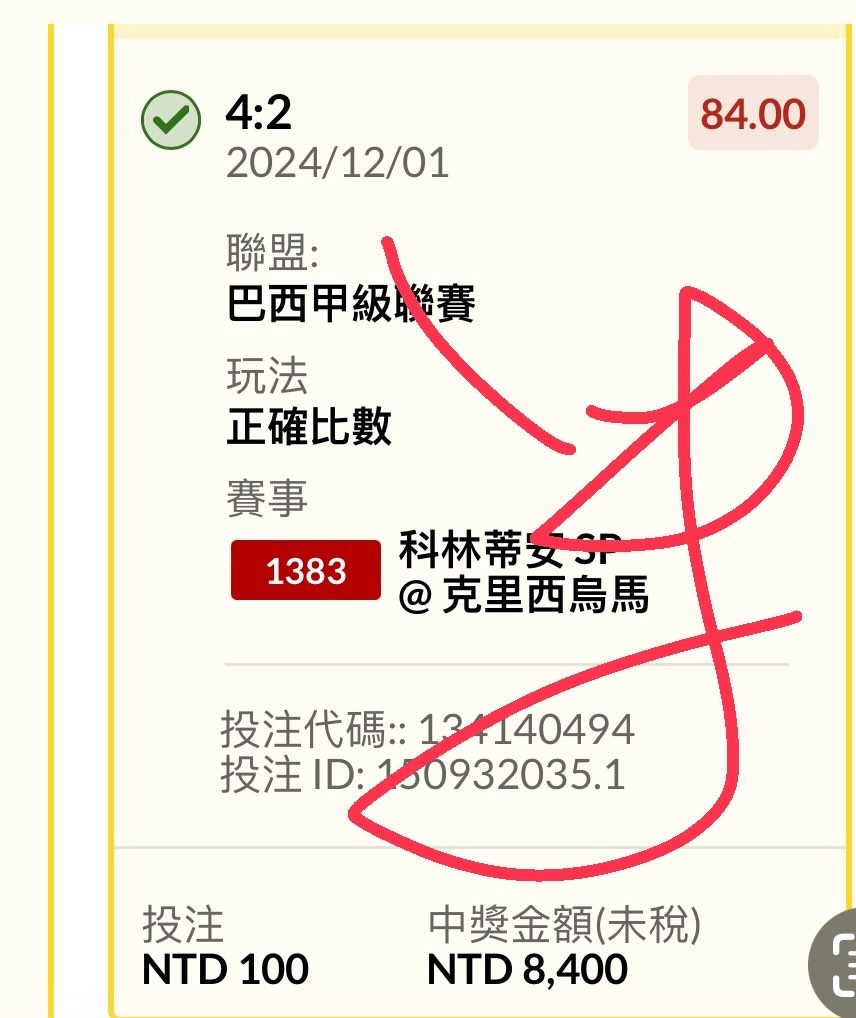 4:2
84.00
2024/12/01
聯盟:
巴西甲級聯賽
玩法
正確比數
賽事
1383
科林蒂安 SP
@ 克里西烏馬
投注代碼:: 134140494
投注 ID: 150932035.1
投注
中獎金額(未稅)
NTD 100
NTD 8,400